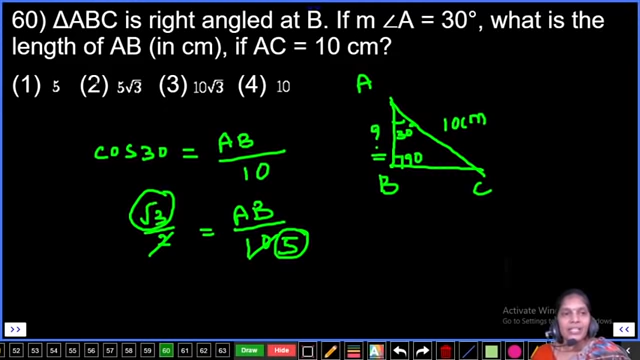 60) ΔABC is right angled at B. If m ∠A = 30°, what is the
length of AB (in cm), if AC = 10 cm?
(1) 5 (2) 5√3 (3) 10√3 (4) 10
A
10cm
30°
?
=
90
B
C
cos30 = AB
10
√3
2
= AB
10 5
Activate Win
Go to Settings to
<<
52 53 54 55 56 57 58 59 60 61 62 63 Draw Hide
>>